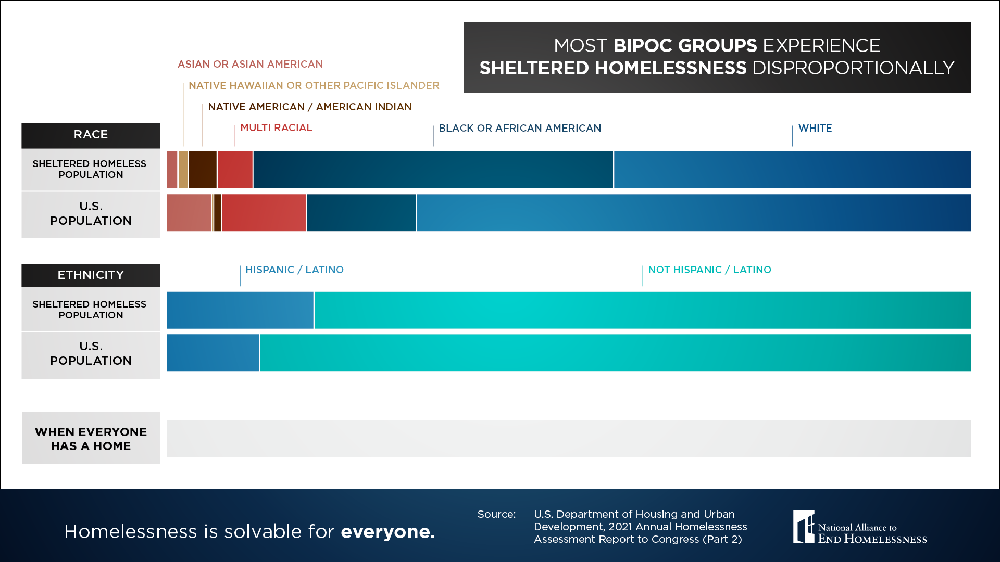 MOST BIPOC GROUPS EXPERIENCE
SHELTERED HOMELESSNESS DISPROPORTIONALLY
ASIAN OR ASIAN AMERICAN
NATIVE HAWAIIAN OR OTHER PACIFIC ISLANDER
NATIVE AMERICAN / AMERICAN INDIAN
MULTI RACIAL
BLACK OR AFRICAN AMERICAN
WHITE
RACE
SHELTERED HOMELESS
POPULATION
U.S.
POPULATION
ETHNICITY
HISPANIC / LATINO
NOT HISPANIC / LATINO
SHELTERED HOMELESS
POPULATION
U.S.
POPULATION
WHEN EVERYONE
HAS A HOME
Homelessness is solvable for everyone.
Source:
U.S. Department of Housing and Urban
Development, 2021 Annual Homelessness
Assessment Report to Congress (Part 2)
National Alliance to
END HOMELESSNESS